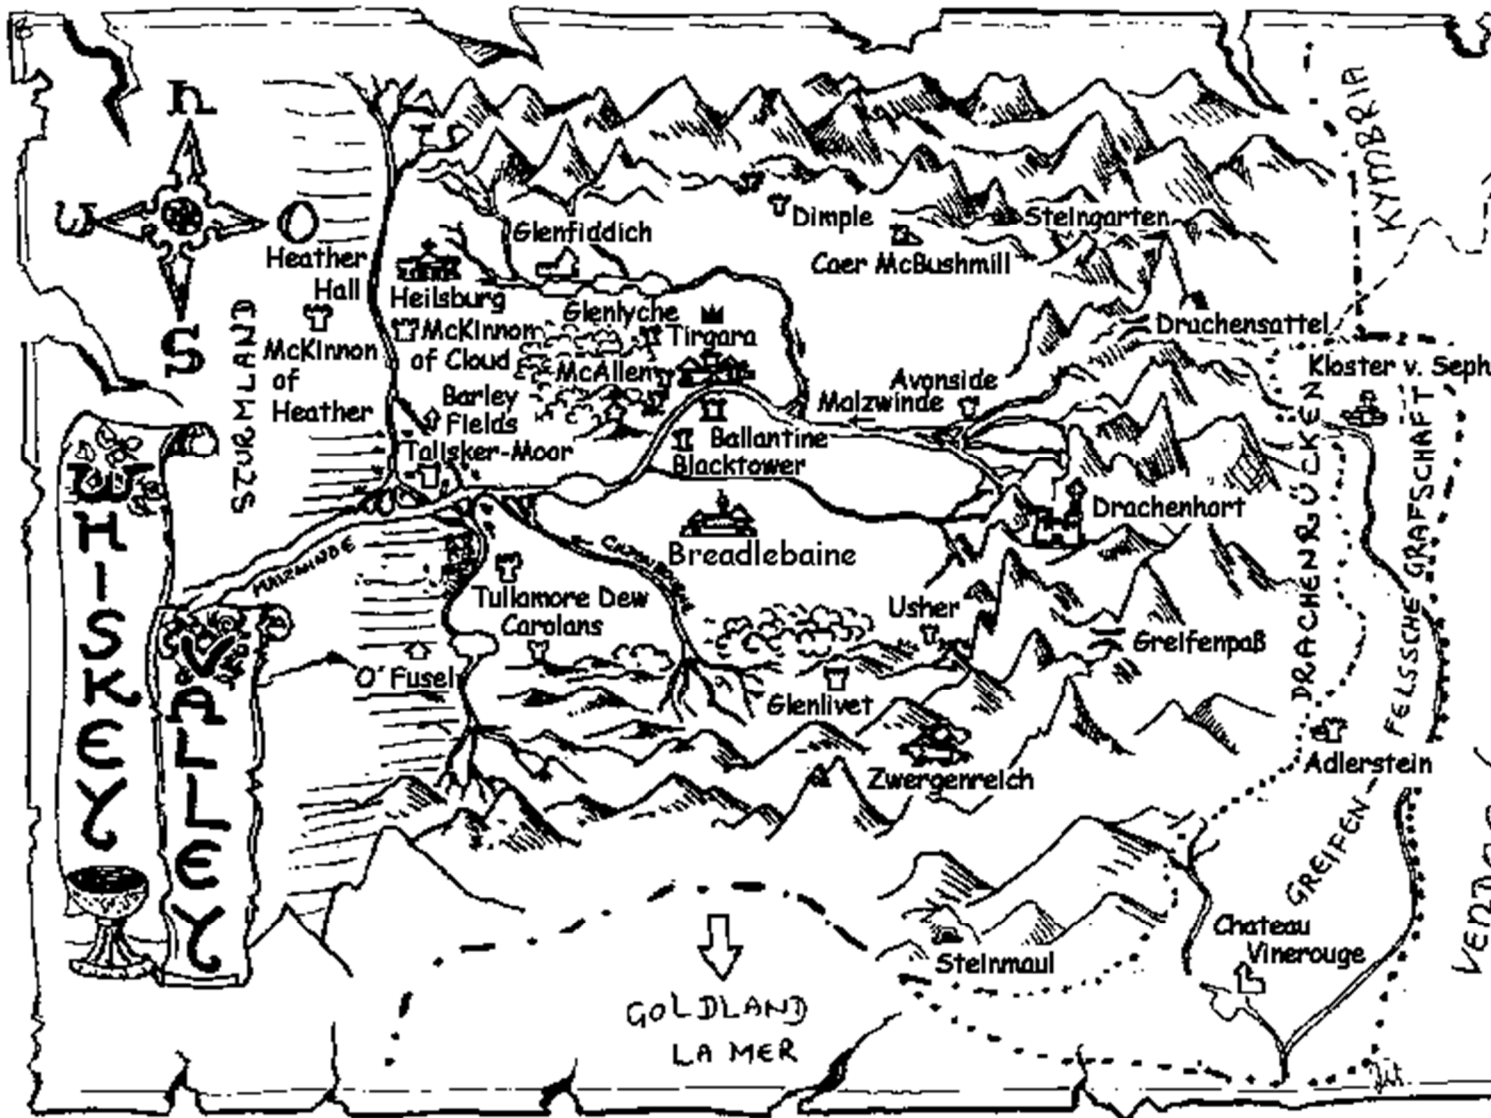 N
W
S
WHISKEY
VALLEY
STURMLAND
KYMBRIA
Dimple
Steingarten
Glenfiddich
Caer McBushmill
Heather
Hall
Heilsburg
Glenlyche
Tirgara
Drachensattel
McKinnon
of
Heather
McKinnon
of Cloud
McAllen
Kloster v. Seph
Avonside
Malzwinde
Barley
Fields
Tallisker-Moor
Ballantine
Blacktower
Drachenhort
Breadlebaine
MALZWINDE
Tullamore Dew
Carolans
Usher
Greifenpaß
O' Fusel
Glenlivet
DRACHENRÜCKEN
GREIFEN-FELSSCHE GRAFSCHAFT
Adlerstein
Zwergenreich
Chateau
Vinerouge
Steinmaul
GOLDLAND
LA MER